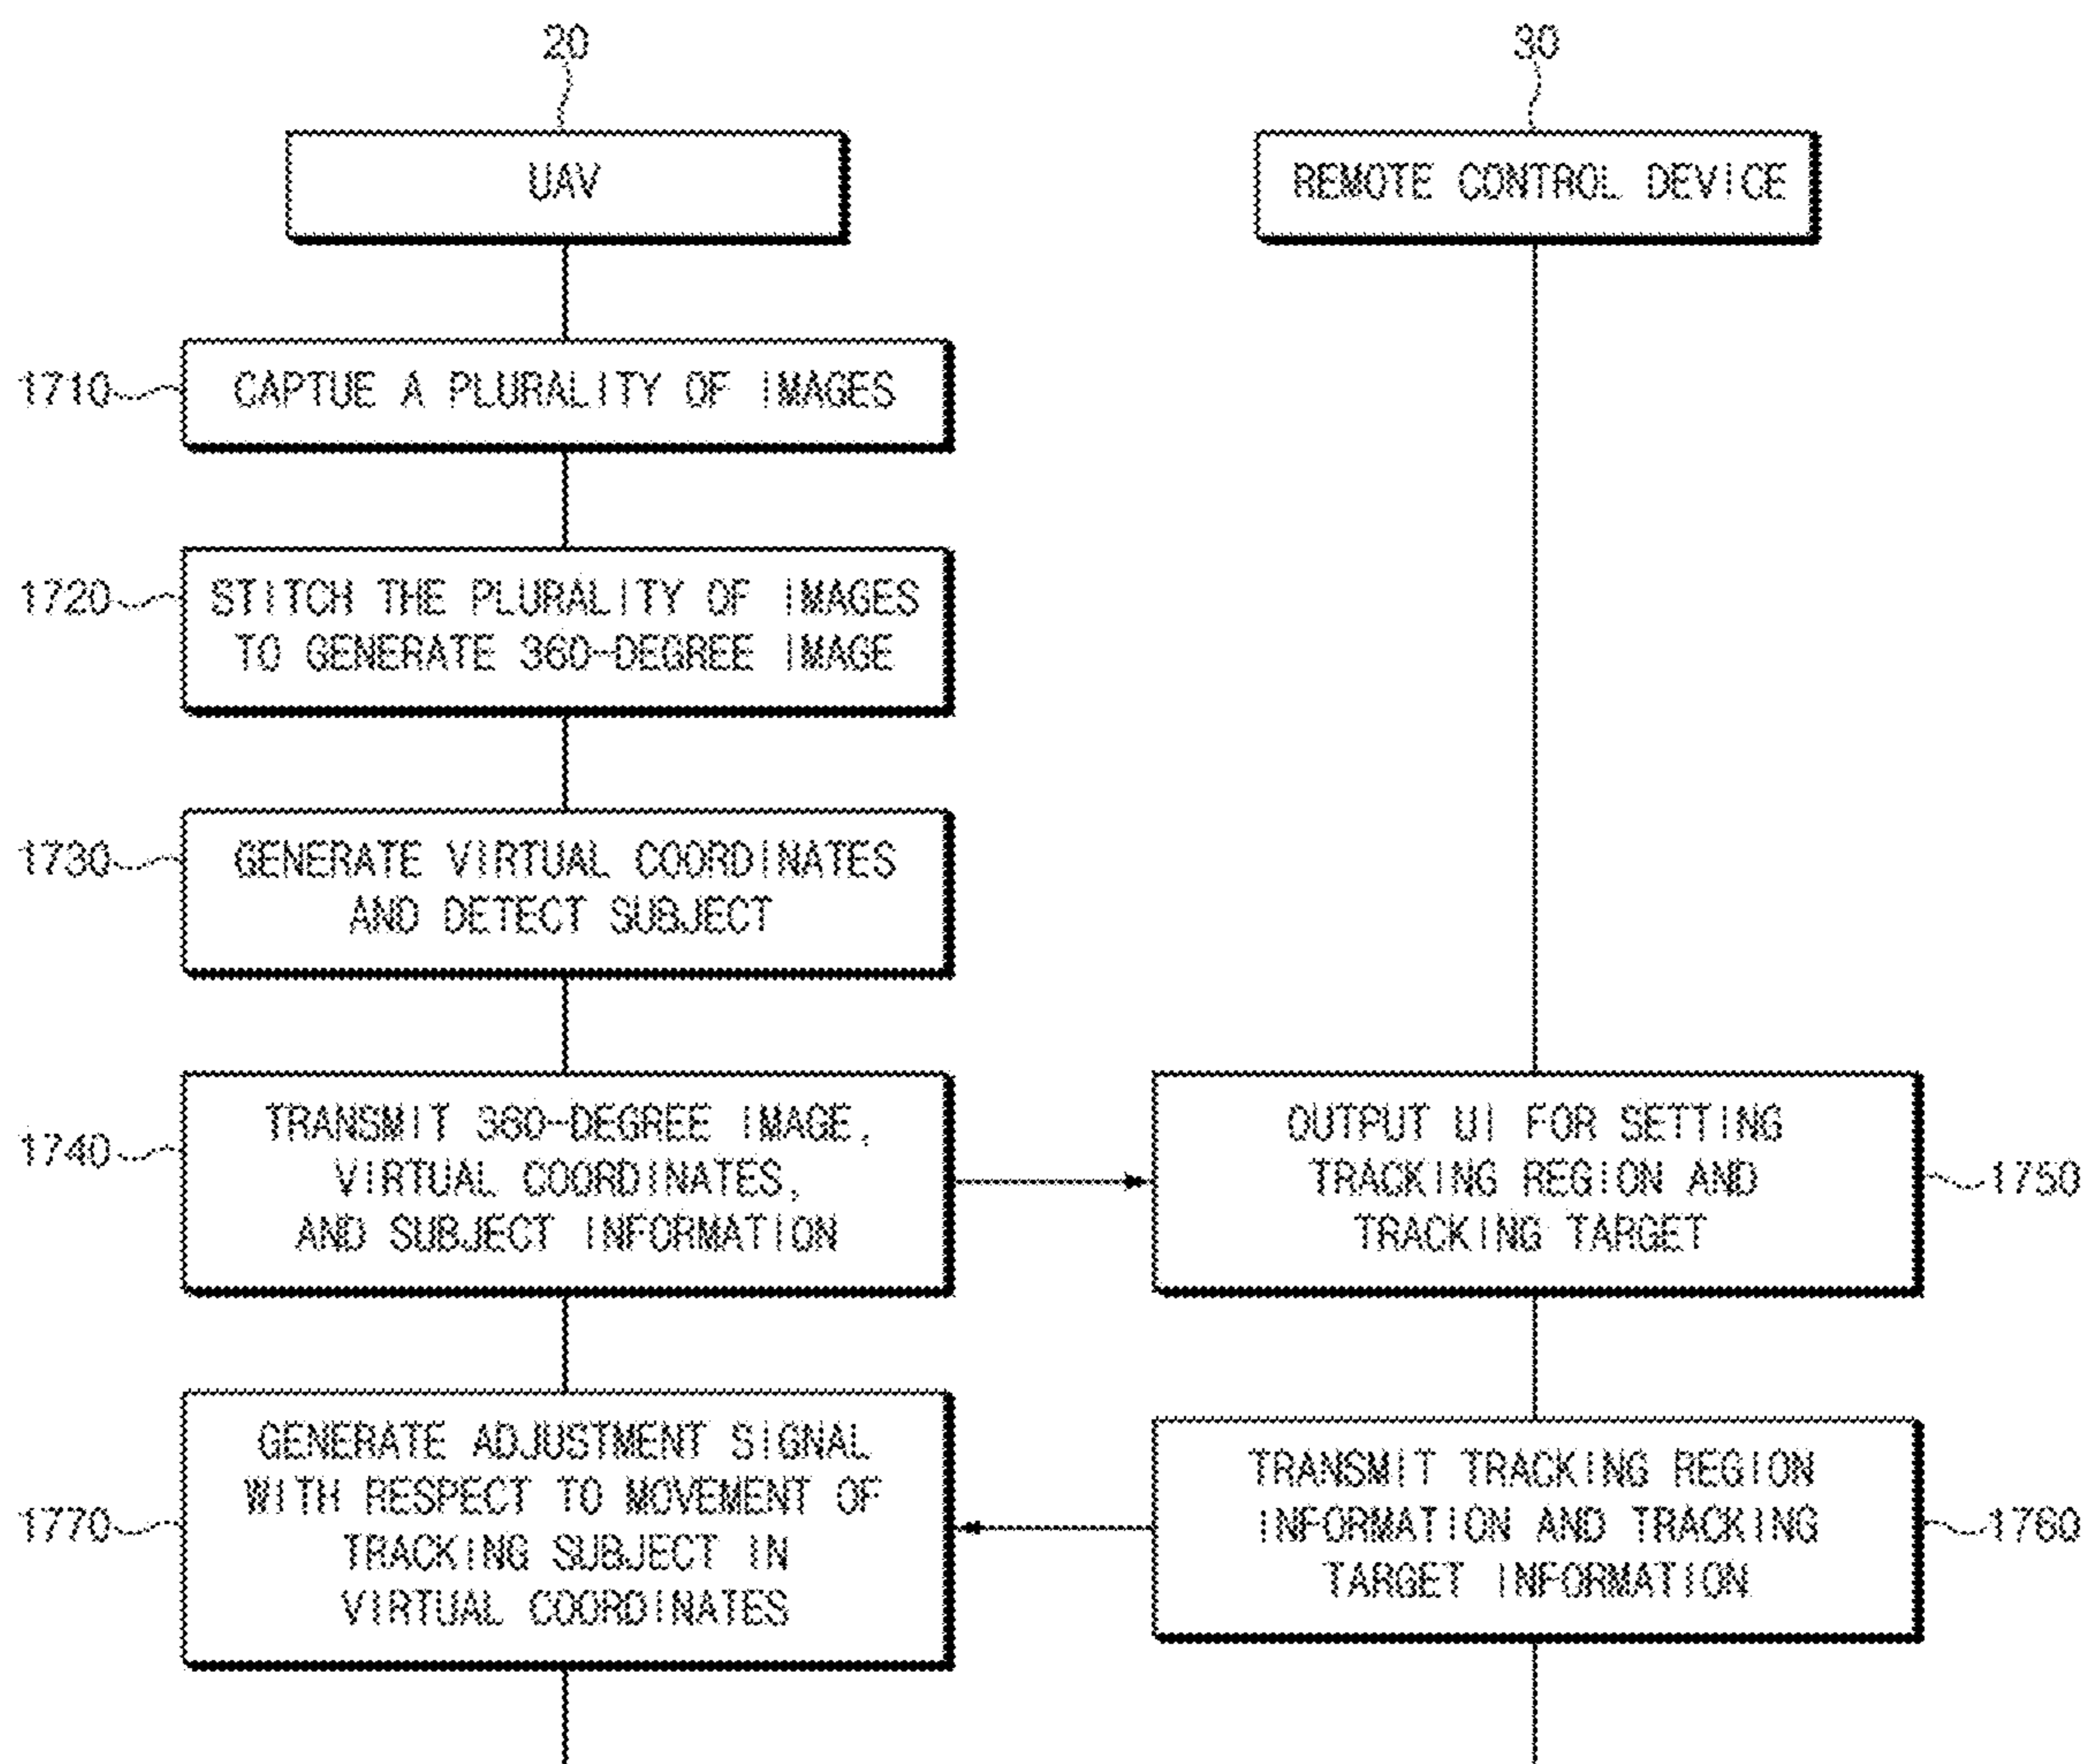 20
30
UAV
REMOTE CONTROL DEVICE
1710
CAPTUE A PLURALITY OF IMAGES
1720
STITCH THE PLURALITY OF IMAGES
TO GENERATE 360-DEGREE IMAGE
1730
GENERATE VIRTUAL COORDINATES
AND DETECT SUBJECT
1740
TRANSMIT 360-DEGREE IMAGE,
VIRTUAL COORDINATES,
AND SUBJECT INFORMATION
OUTPUT UI FOR SETTING
TRACKING REGION AND
TRACKING TARGET
1750
1770
GENERATE ADJUSTMENT SIGNAL
WITH RESPECT TO MOVEMENT OF
TRACKING SUBJECT IN
VIRTUAL COORDINATES
TRANSMIT TRACKING REGION
INFORMATION AND TRACKING
TARGET INFORMATION
1760